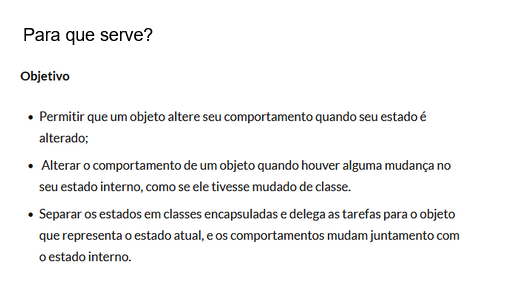 Para que serve?
Objetivo
• Permitir que um objeto altere seu comportamento quando seu estado é
alterado;
• Alterar o comportamento de um objeto quando houver alguma mudança no
seu estado interno, como se ele tivesse mudado de classe.
• Separar os estados em classes encapsuladas e delega as tarefas para o objeto
que representa o estado atual, e os comportamentos mudam juntamento com
o estado interno.